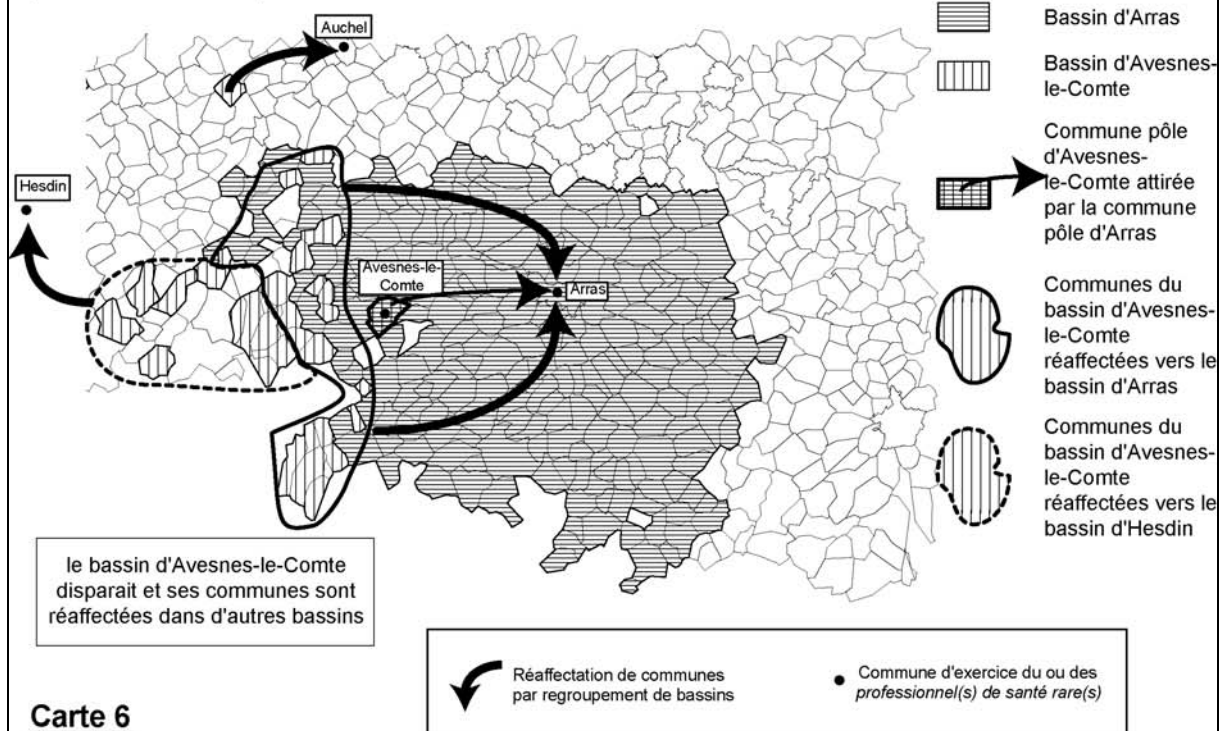 Auchel
Hesdin
Avesnes-le-
Comte
Arras
Bassin d'Arras
Bassin d'Avesnes-
le-Comte
Commune pôle
d'Avesnes-
le-Comte attirée
par la commune
pôle d'Arras
Communes du
bassin d'Avesnes-
le-Comte
réaffectées vers le
bassin d'Arras
Communes du
bassin d'Avesnes-
le-Comte
réaffectées vers le
bassin d'Hesdin
le bassin d'Avesnes-le-Comte
disparait et ses communes sont
réaffectées dans d'autres bassins
Réaffectation de communes
par regroupement de bassins
Commune d'exercice du ou des
professionnel(s) de santé rare(s)
Carte 6